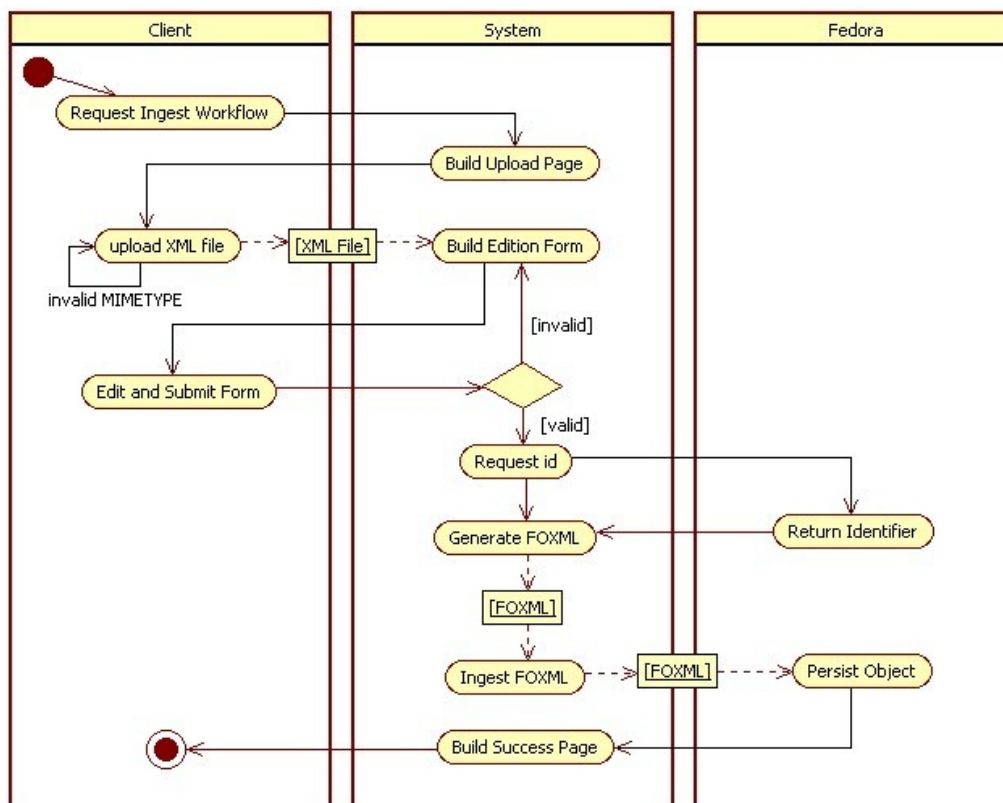 Client
System
Fedora
Request Ingest Workflow
Build Upload Page
upload XML file
[XML File]
Build Edition Form
invalid MIMETYPE
[invalid]
Edit and Submit Form
[valid]
Request id
Generate FOXML
Return Identifier
[FOXML]
Ingest FOXML
[FOXML]
Persist Object
Build Success Page